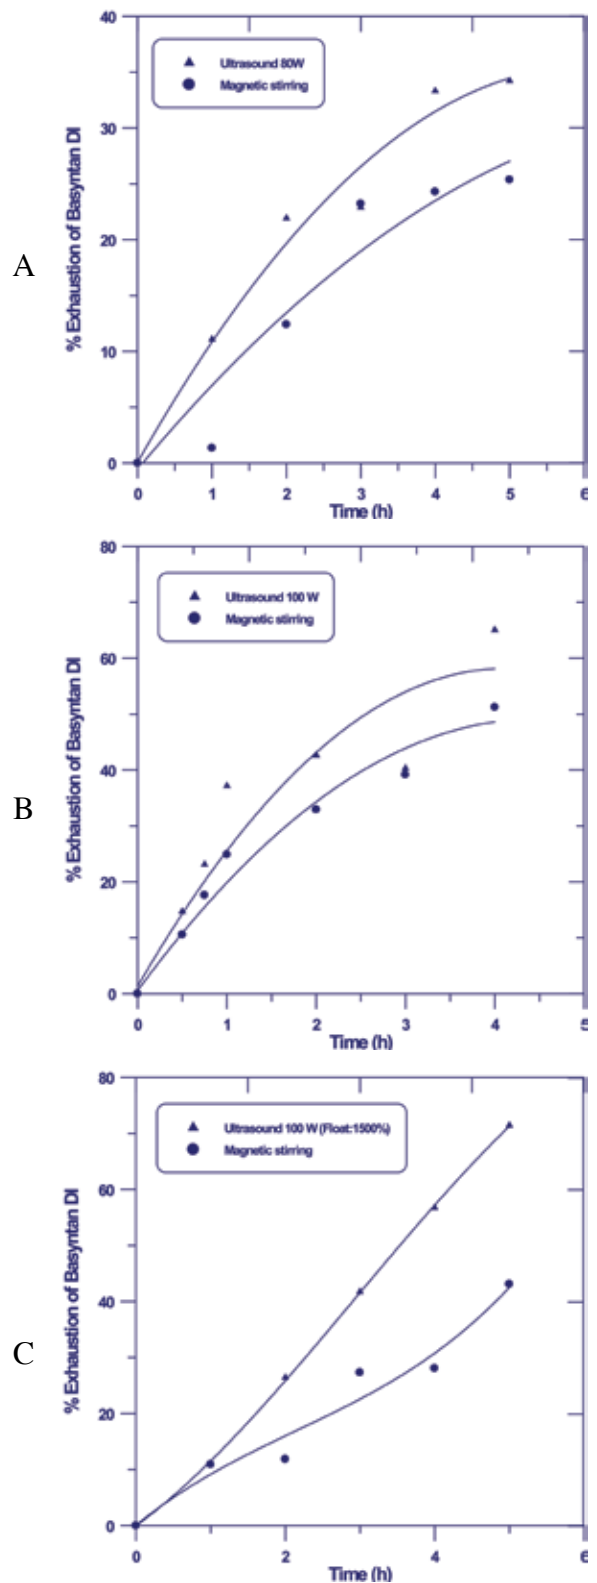 A
% Exhaustion of Basyntan DI
40
30
20
10
0
Ultrasound 80W
Magnetic stirring
0 1 2 3 4 5 6
Time (h)
B
% Exhaustion of Basyntan DI
80
60
40
20
0
Ultrasound 100 W
Magnetic stirring
0 1 2 3 4 5
Time (h)
C
% Exhaustion of Basyntan DI
80
60
40
20
0
Ultrasound 100 W (Float:1500%)
Magnetic stirring
0 1 2 3 4 5 6
Time (h)